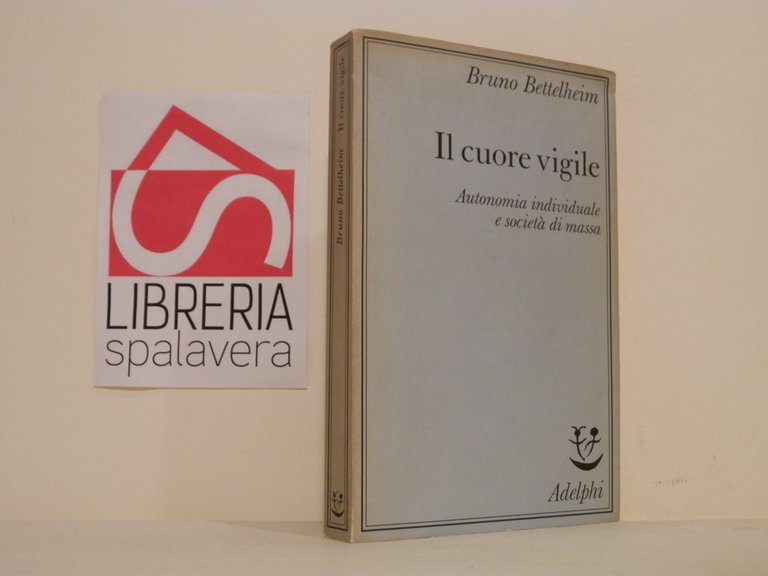 LIBRERIA
spalavera
Bruno Bettelheim Il cuore vigile
Bruno Bettelheim
Il cuore vigile
Autonomia individuale
e società di massa
Adelphi